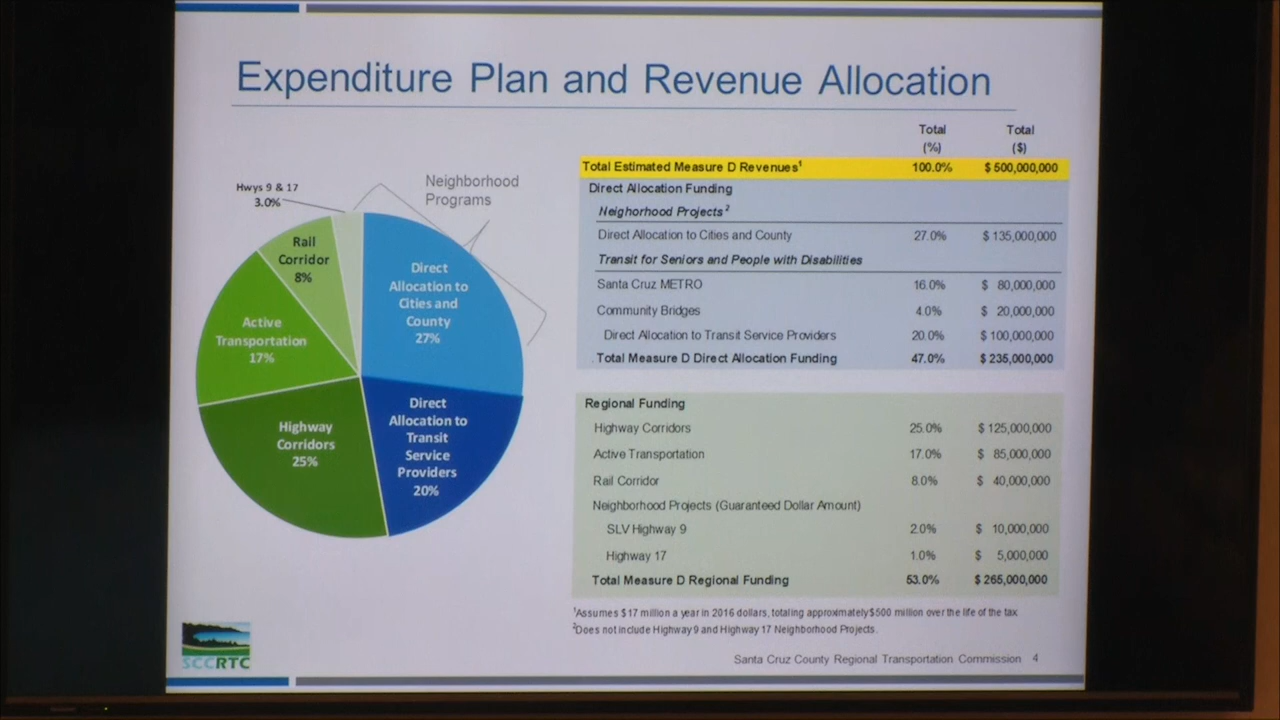 Expenditure Plan and Revenue Allocation
Hwys 9 & 17
3.0%
Neighborhood
Programs
Rail
Corridor
8%
Direct
Allocation to
Cities and
County
27%
Active
Transportation
17%
Highway
Corridors
25%
Direct
Allocation to
Transit
Service
Providers
20%
Total Total
(%) ($)
Total Estimated Measure D Revenues¹ 100.0% $ 500,000,000
Direct Allocation Funding
Neighorhood Projects ²
Direct Allocation to Cities and County 27.0% $ 135,000,000
Transit for Seniors and People with Disabilities
Santa Cruz METRO 16.0% $ 80,000,000
Community Bridges 4.0% $ 20,000,000
Direct Allocation to Transit Service Providers 20.0% $ 100,000,000
Total Measure D Direct Allocation Funding 47.0% $ 235,000,000
Regional Funding
Highway Corridors 25.0% $ 125,000,000
Active Transportation 17.0% $ 85,000,000
Rail Corridor 8.0% $ 40,000,000
Neighborhood Projects (Guaranteed Dollar Amount)
SLV Highway 9 2.0% $ 10,000,000
Highway 17 1.0% $ 5,000,000
Total Measure D Regional Funding 53.0% $ 265,000,000
¹Assumes $17 million a year in 2016 dollars, totaling approximately $500 million over the life of the tax
²Does not include Highway 9 and Highway 17 Neighborhood Projects.
SCCRTC
Santa Cruz County Regional Transportation Commission 4